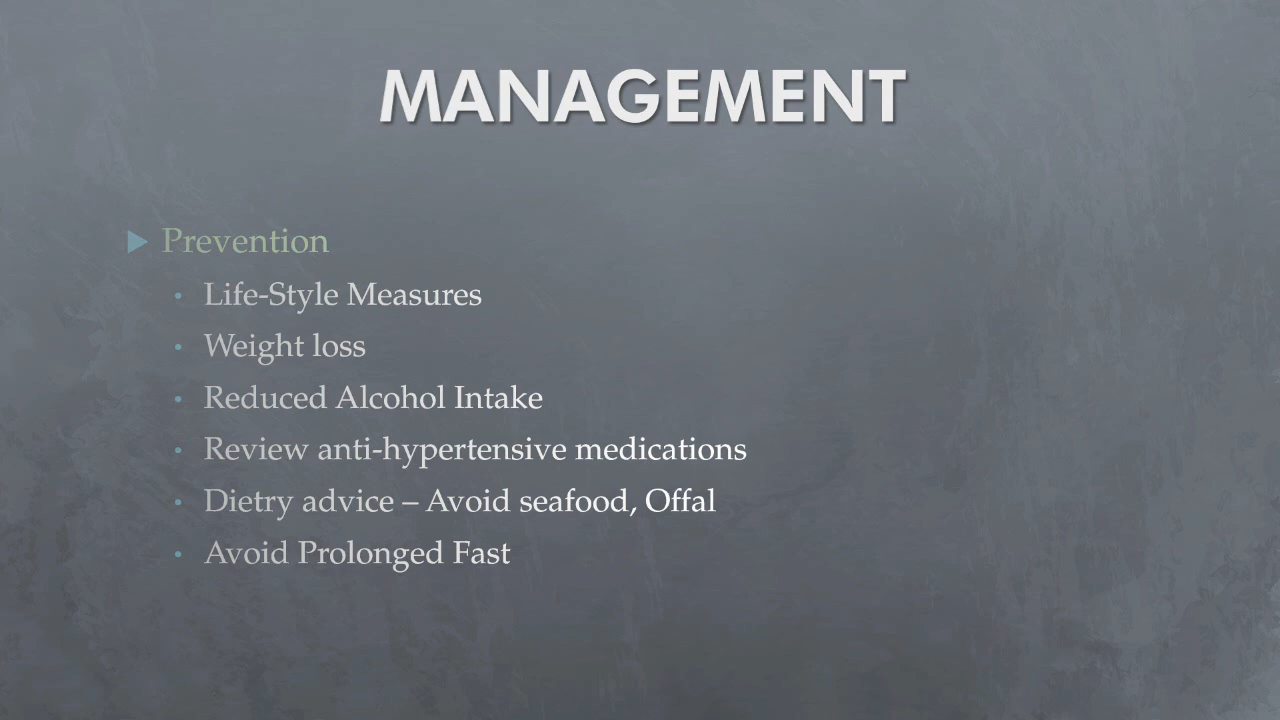 MANAGEMENT
Prevention
Life-Style Measures
Weight loss
Reduced Alcohol Intake
Review anti-hypertensive medications
Dietry advice – Avoid seafood, Offal
Avoid Prolonged Fast